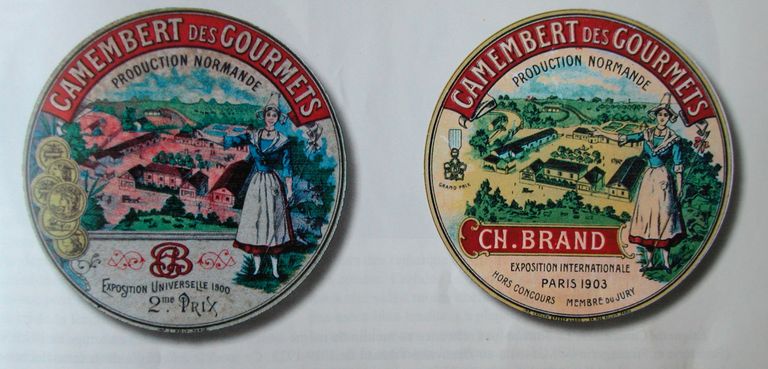 CAMEMBERT DES GOURMETS
PRODUCTION NORMANDE
EXPOSITION UNIVERSELLE 1900
2me PRIX
CAMEMBERT DES GOURMETS
PRODUCTION NORMANDE
GRAND PRIX
CH. BRAND
EXPOSITION INTERNATIONALE
PARIS 1903
HORS CONCOURS MEMBRE DU JURY